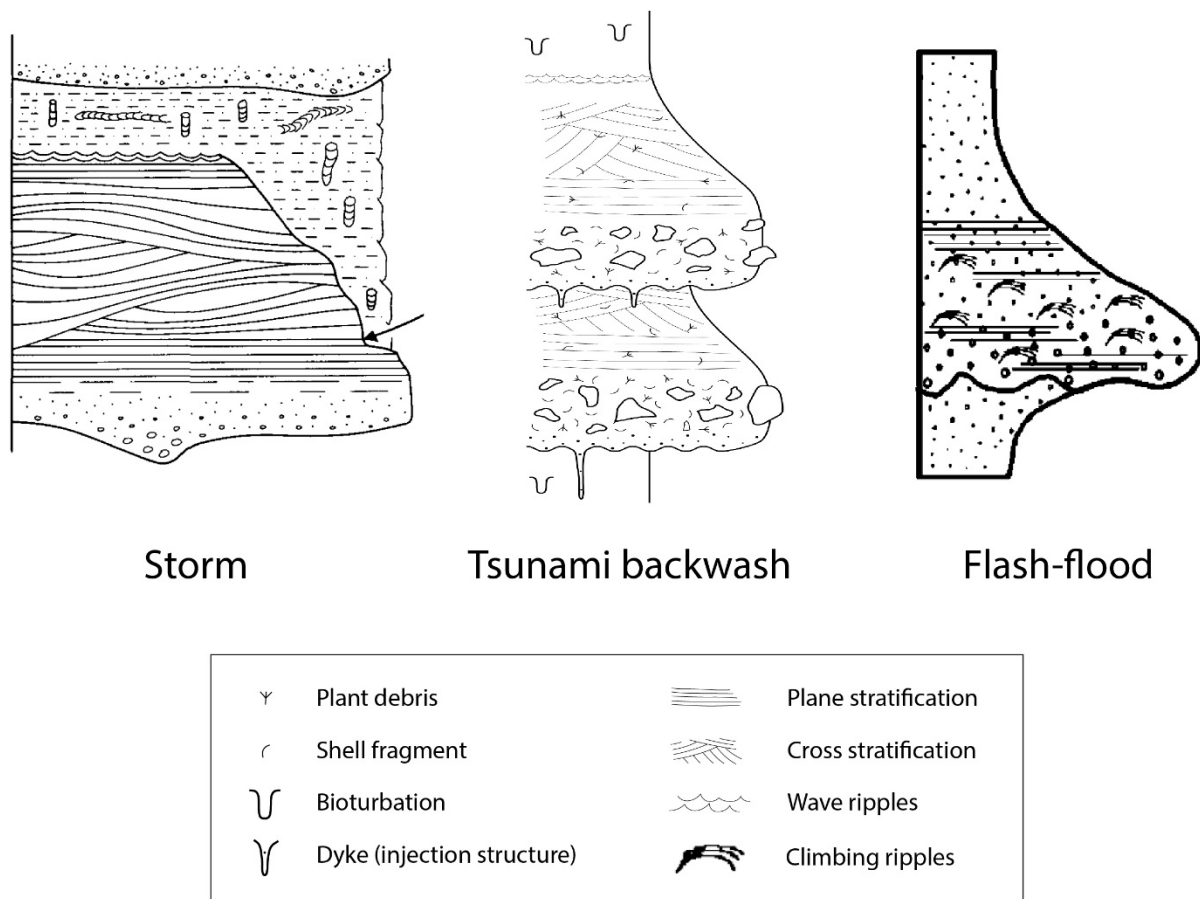 Storm
Tsunami backwash
Flash-flood
Plant debris
Plane stratification
Shell fragment
Cross stratification
Bioturbation
Wave ripples
Dyke (injection structure)
Climbing ripples